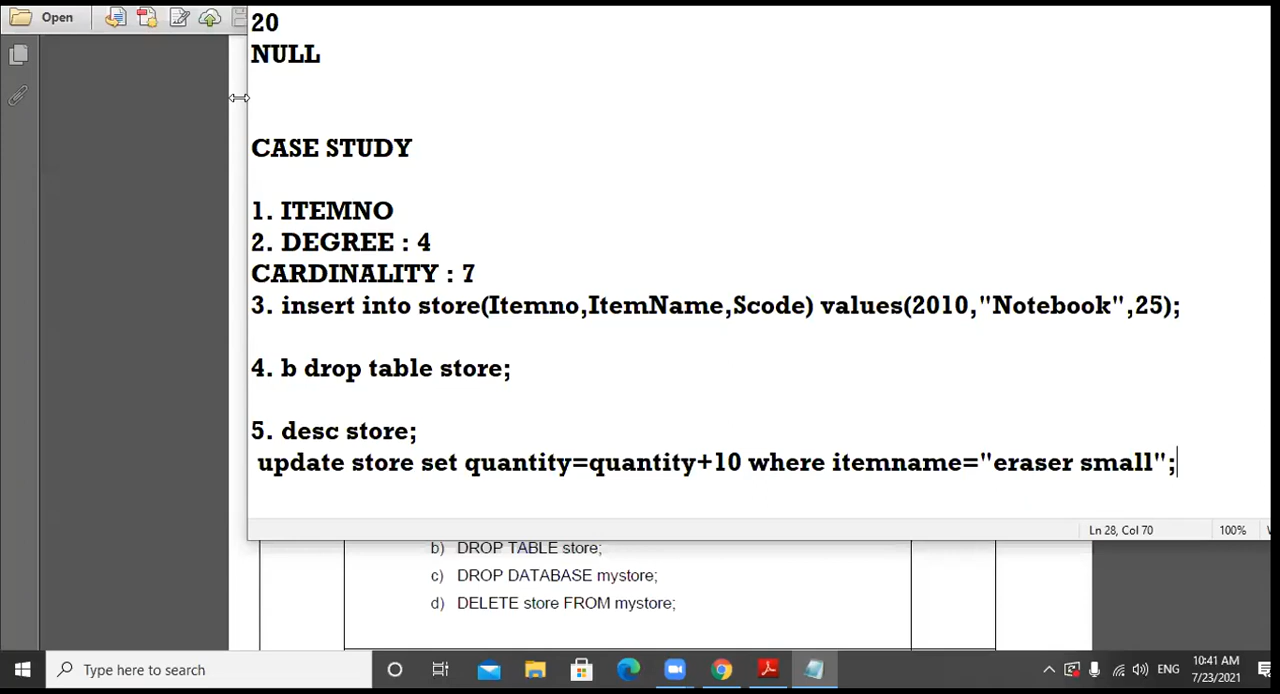 Open
20
NULL
CASE STUDY
1. ITEMNO
2. DEGREE : 4
CARDINALITY : 7
3. insert into store(Itemno,ItemName,Scode) values(2010,"Notebook",25);
4. b drop table store;
5. desc store;
update store set quantity=quantity+10 where itemname="eraser small";
Ln 28, Col 70 100%
b) DROP TABLE store;
c) DROP DATABASE mystore;
d) DELETE store FROM mystore;
Type here to search
ENG
10:41 AM
7/23/2021